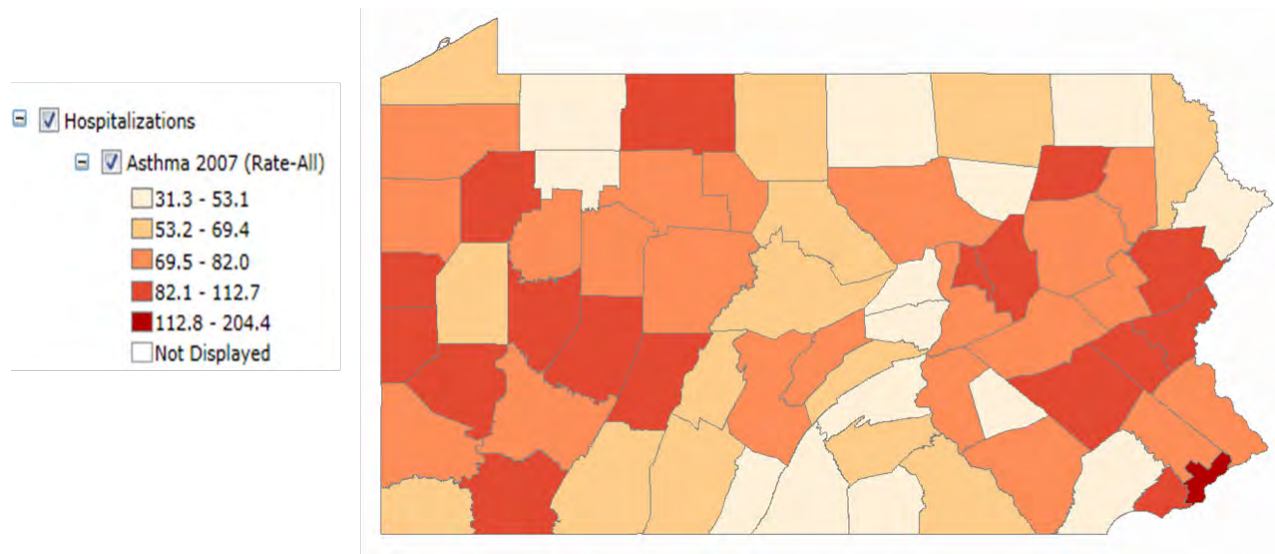 Hospitalizations
Asthma 2007 (Rate-All)
31.3 - 53.1
53.2 - 69.4
69.5 - 82.0
82.1 - 112.7
112.8 - 204.4
Not Displayed